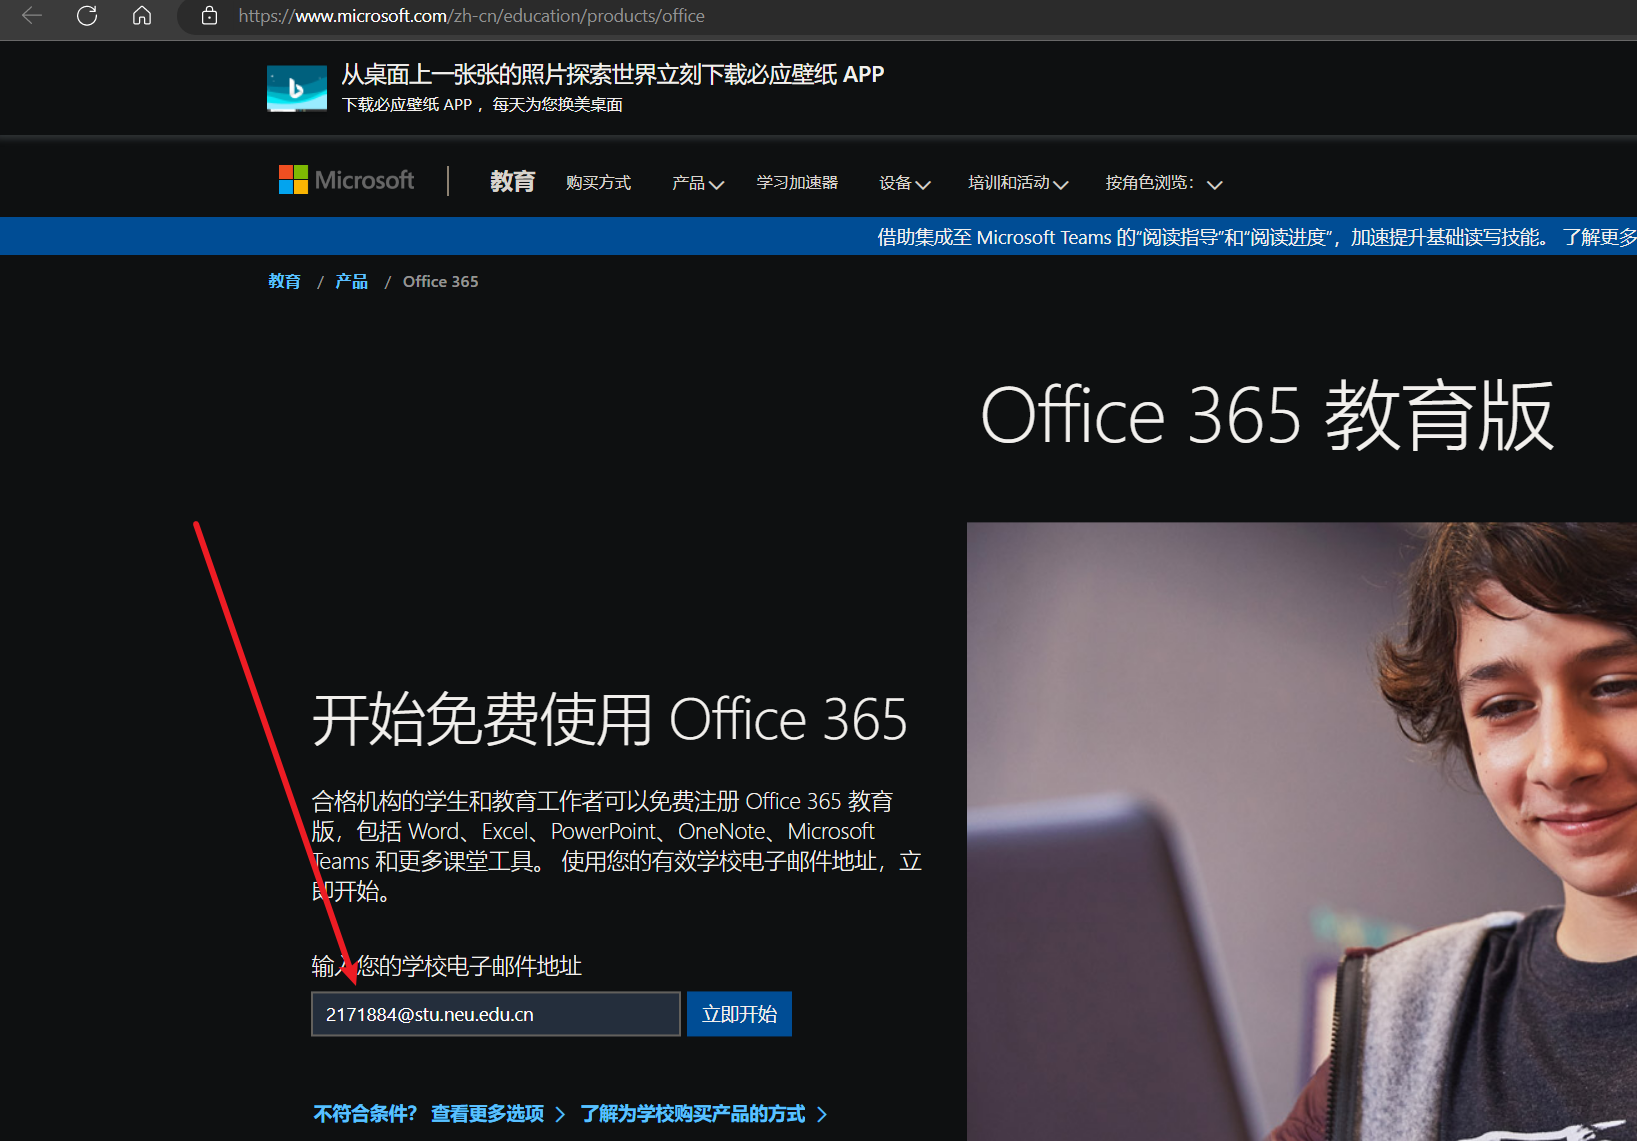 https://www.microsoft.com/zh-cn/education/products/office
从桌面上一张张的照片探索世界立刻下载必应壁纸 APP
下载必应壁纸 APP ，每天为您换美桌面
Microsoft
教育 购买方式 产品 学习加速器 设备 培训和活动 按角色浏览：
借助集成至 Microsoft Teams 的“阅读指导”和“阅读进度”，加速提升基础读写技能。 了解更多
教育 / 产品 / Office 365
Office 365 教育版
开始免费使用 Office 365
合格机构的学生和教育工作者可以免费注册 Office 365 教育
版，包括 Word、Excel、PowerPoint、OneNote、Microsoft
Teams 和更多课堂工具。 使用您的有效学校电子邮件地址，立
即开始。
输入您的学校电子邮件地址
2171884@stu.neu.edu.cn 立即开始
不符合条件？ 查看更多选项 了解为学校购买产品的方式